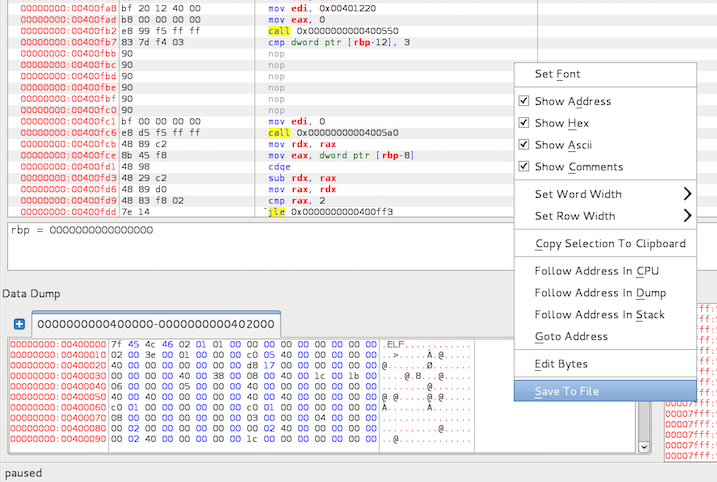 00000000:00400fa8 bf 20 12 40 00 mov edi, 0x00401220
00000000:00400fad b8 00 00 00 00 mov eax, 0
00000000:00400fb2 e8 99 f5 ff ff call 0x0000000000400550
00000000:00400fb7 83 7d f4 03 cmp dword ptr [rbp-12], 3
00000000:00400fbb 90 nop
00000000:00400fbc 90 nop
00000000:00400fbd 90 nop
00000000:00400fbe 90 nop
00000000:00400fbf 90 nop
00000000:00400fc0 90 nop
00000000:00400fc1 bf 00 00 00 00 mov edi, 0
00000000:00400fc6 e8 d5 f5 ff ff call 0x00000000004005a0
00000000:00400fcb 48 89 c2 mov rdx, rax
00000000:00400fce 8b 45 f8 mov eax, dword ptr [rbp-8]
00000000:00400fd1 48 98 cdqe
00000000:00400fd3 48 29 c2 sub rdx, rax
00000000:00400fd6 48 89 d0 mov rax, rdx
00000000:00400fd9 48 83 f8 02 cmp rax, 2
00000000:00400fdd 7e 14 jle 0x0000000000400ff3
rbp = 0000000000000000
Set Font
Show Address
Show Hex
Show Ascii
Show Comments
Set Word Width
Set Row Width
Copy Selection To Clipboard
Follow Address In CPU
Follow Address In Dump
Follow Address In Stack
Goto Address
Edit Bytes
Save To File
Data Dump
0000000000400000-0000000000402000
00000000:00400000 7f 45 4c 46 02 01 01 00 00 00 00 00 00 00 00 00 .ELF............
00000000:00400010 02 00 3e 00 01 00 00 00 c0 05 40 00 00 00 00 00 ..>.....À.@.....
00000000:00400020 40 00 00 00 00 00 00 00 d8 17 00 00 00 00 00 00 @.......Ø.......
00000000:00400030 00 00 00 00 40 00 38 00 08 00 40 00 1c 00 1b 00 ....@.8...@.....
00000000:00400040 06 00 00 00 05 00 00 00 40 00 00 00 00 00 00 00 ........@.......
00000000:00400050 40 00 40 00 00 00 00 00 40 00 40 00 00 00 00 00 @.@.....@.@.....
00000000:00400060 c0 01 00 00 00 00 00 00 c0 01 00 00 00 00 00 00 À.......À.......
00000000:00400070 08 00 00 00 00 00 00 00 03 00 00 00 04 00 00 00 ................
00000000:00400080 00 02 00 00 00 00 00 00 00 02 40 00 00 00 00 00 ..........@.....
00000000:00400090 00 02 40 00 00 00 00 00 1c 00 00 00 00 00 00 00 ..@.............
00007fff:
00007fff:
00007fff:
00007fff:
00007fff:
paused